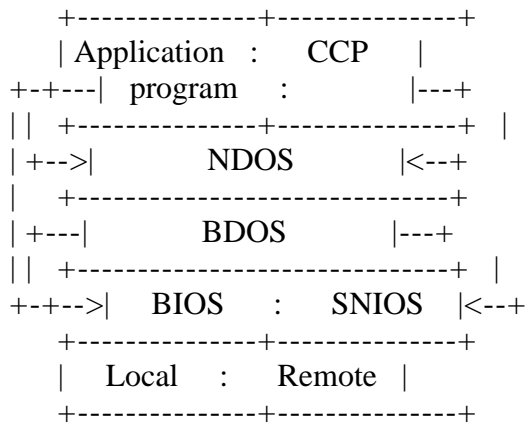 +---------------+---------------+
| Application : CCP |
+-+---| program : |---+
| | +---------------+---------------+ |
| +-->| NDOS |<--+
| +-------------------------------+
| +---| BDOS |---+
| | +-------------------------------+ |
+-+-->| BIOS : SNIOS |<--+
+---------------+---------------+
| Local : Remote |
+---------------+---------------+